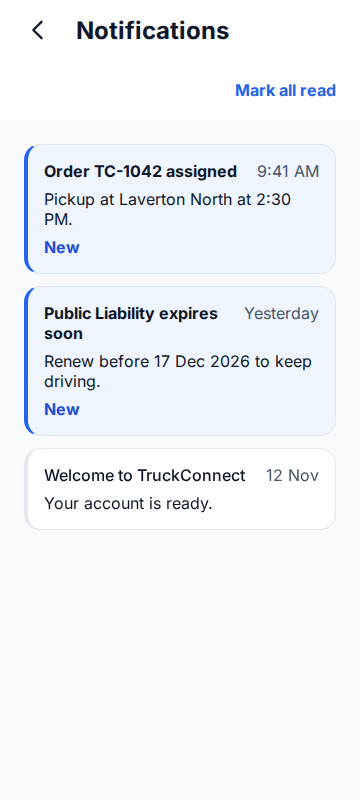 Notifications
Mark all read
Order TC-1042 assigned 9:41 AM
Pickup at Laverton North at 2:30
PM.
New
Public Liability expires Yesterday
soon
Renew before 17 Dec 2026 to keep
driving.
New
Welcome to TruckConnect 12 Nov
Your account is ready.